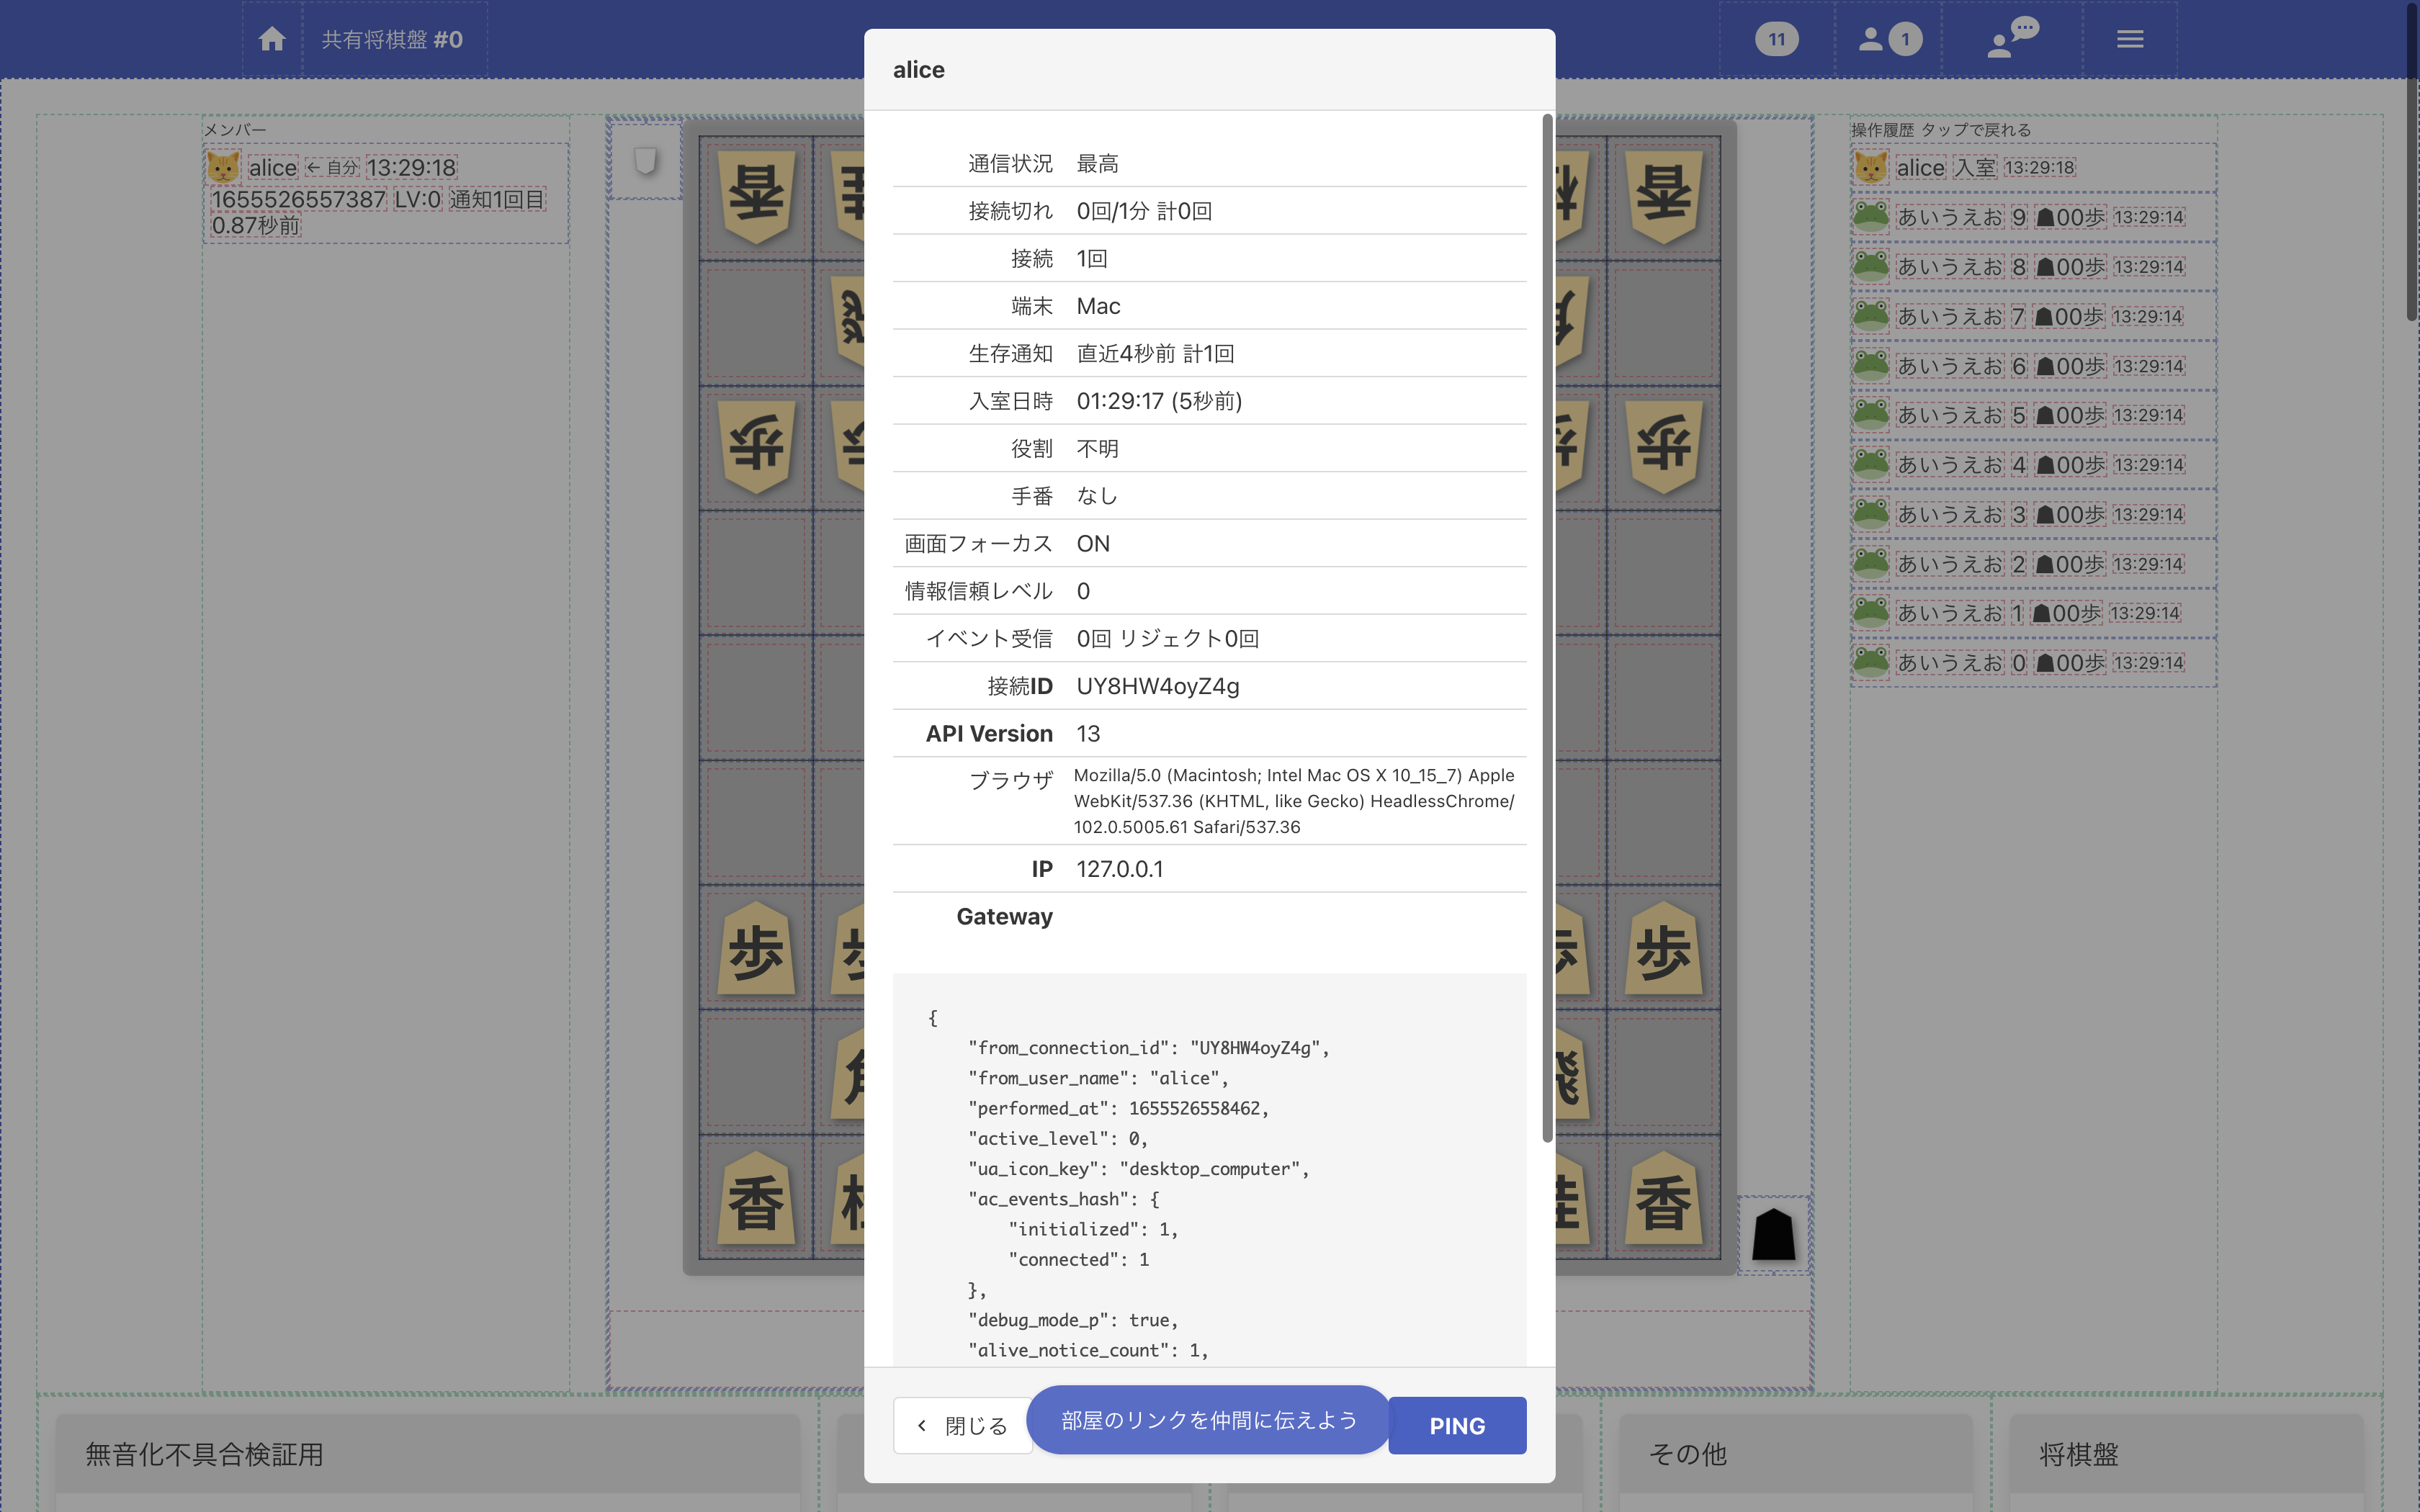 共有将棋盤 #0
11
1
メンバー
alice ← 自分 13:29:18
1655526557387 LV:0 通知1回目
0.87秒前
香 香
歩 歩
歩 歩
香 香
alice
通信状況 最高
接続切れ 0回/1分 計0回
接続 1回
端末 Mac
生存通知 直近4秒前 計1回
入室日時 01:29:17 (5秒前)
役割 不明
手番 なし
画面フォーカス ON
情報信頼レベル 0
イベント受信 0回 リジェクト0回
接続ID UY8HW4oyZ4g
API Version 13
ブラウザ Mozilla/5.0 (Macintosh; Intel Mac OS X 10_15_7) Apple
WebKit/537.36 (KHTML, like Gecko) HeadlessChrome/
102.0.5005.61 Safari/537.36
IP 127.0.0.1
Gateway
{
"from_connection_id": "UY8HW4oyZ4g",
"from_user_name": "alice",
"performed_at": 1655526558462,
"active_level": 0,
"ua_icon_key": "desktop_computer",
"ac_events_hash": {
"initialized": 1,
"connected": 1
},
"debug_mode_p": true,
"alive_notice_count": 1,
閉じる
部屋のリンクを仲間に伝えよう
PING
操作履歴 タップで戻れる
alice 入室 13:29:18
あいうえお 9 ☗00歩 13:29:14
あいうえお 8 ☗00歩 13:29:14
あいうえお 7 ☗00歩 13:29:14
あいうえお 6 ☗00歩 13:29:14
あいうえお 5 ☗00歩 13:29:14
あいうえお 4 ☗00歩 13:29:14
あいうえお 3 ☗00歩 13:29:14
あいうえお 2 ☗00歩 13:29:14
あいうえお 1 ☗00歩 13:29:14
あいうえお 0 ☗00歩 13:29:14
無音化不具合検証用
その他
将棋盤